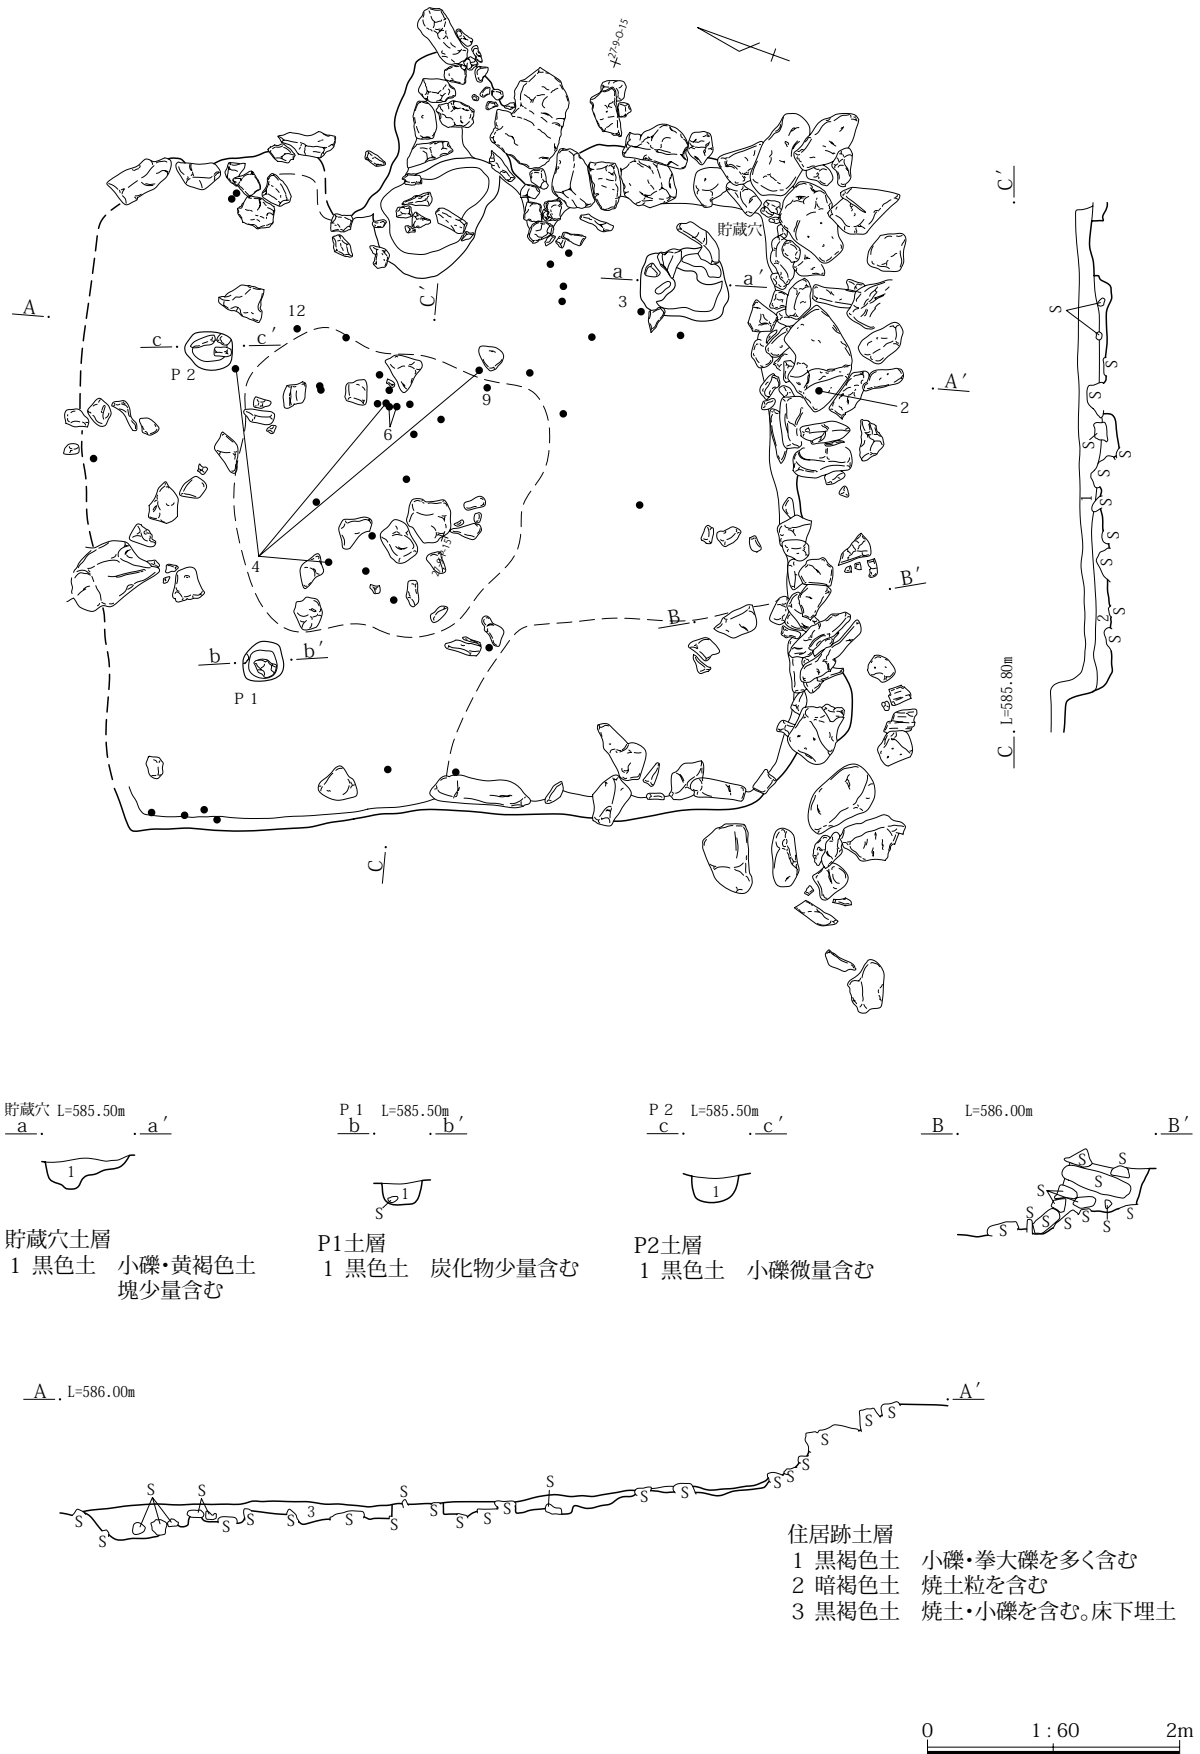 27-9-O-15
C′
貯蔵穴
a
a′
3
C′
A
12
c
c′
P 2
S
9
A′
2
6
S
S
S
S
1
S
S
S
S
4
B′
B
2
S
S
b
b′
P 1
C L=585.80m
C
貯蔵穴 L=585.50m
a
a′
1
P 1 L=585.50m
b
b′
1
S
P 2 L=585.50m
c
c′
1
L=586.00m
B
B′
S
S
S
S
S
S
S
S
S
S
S
貯蔵穴土層
1 黒色土 小礫・黄褐色土
塊少量含む
P1土層
1 黒色土 炭化物少量含む
P2土層
1 黒色土 小礫微量含む
A L=586.00m
A′
S
S
S
S
S
S
S
S
S
S
S
3
S
S
S
S
S
S
S
S
S
S
S
S
住居跡土層
1 黒褐色土 小礫・拳大礫を多く含む
2 暗褐色土 焼土粒を含む
3 黒褐色土 焼土・小礫を含む。床下埋土
0 1：60 2m